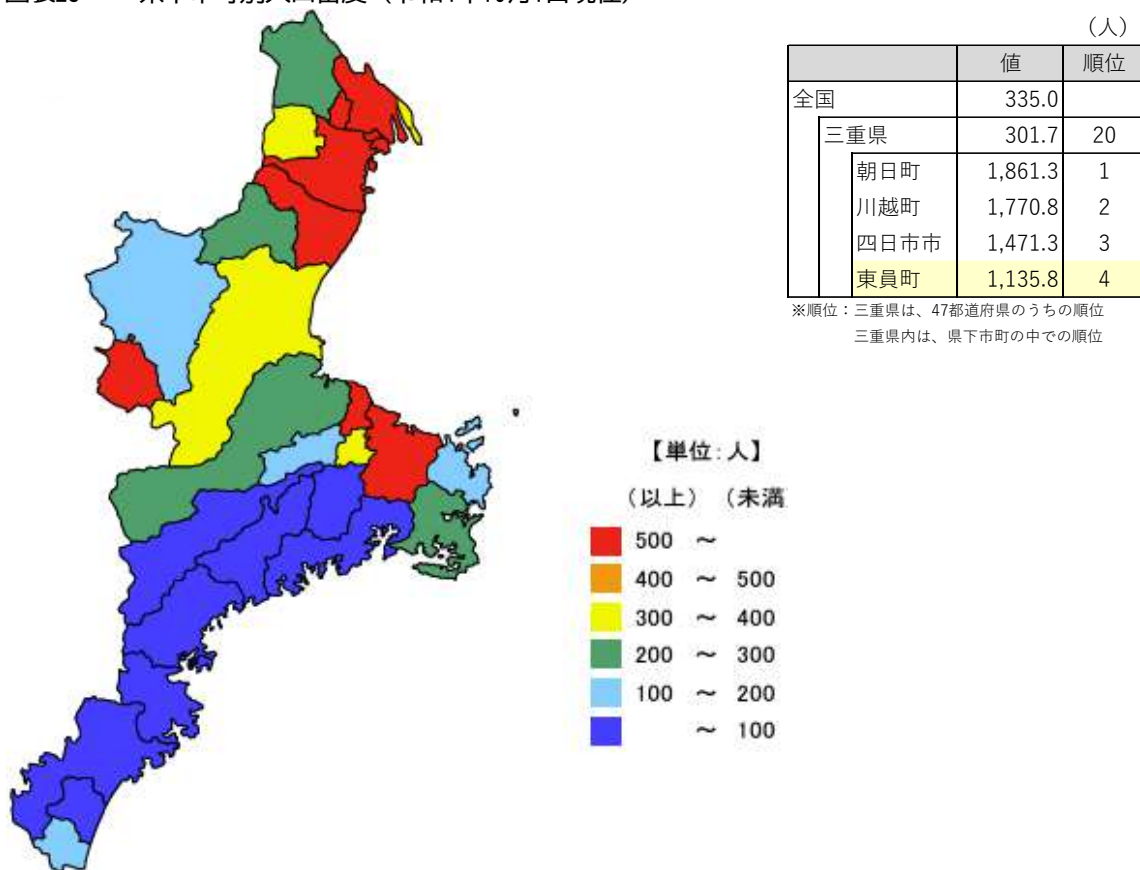 （人）
値 順位
全国 335.0
三重県 301.7 20
朝日町 1,861.3 1
川越町 1,770.8 2
四日市市 1,471.3 3
東員町 1,135.8 4
※順位：三重県は、47都道府県のうちの順位
三重県内は、県下市町の中での順位
【単位:人】
（以上） （未満
500 ～
400 ～ 500
300 ～ 400
200 ～ 300
100 ～ 200
～ 100